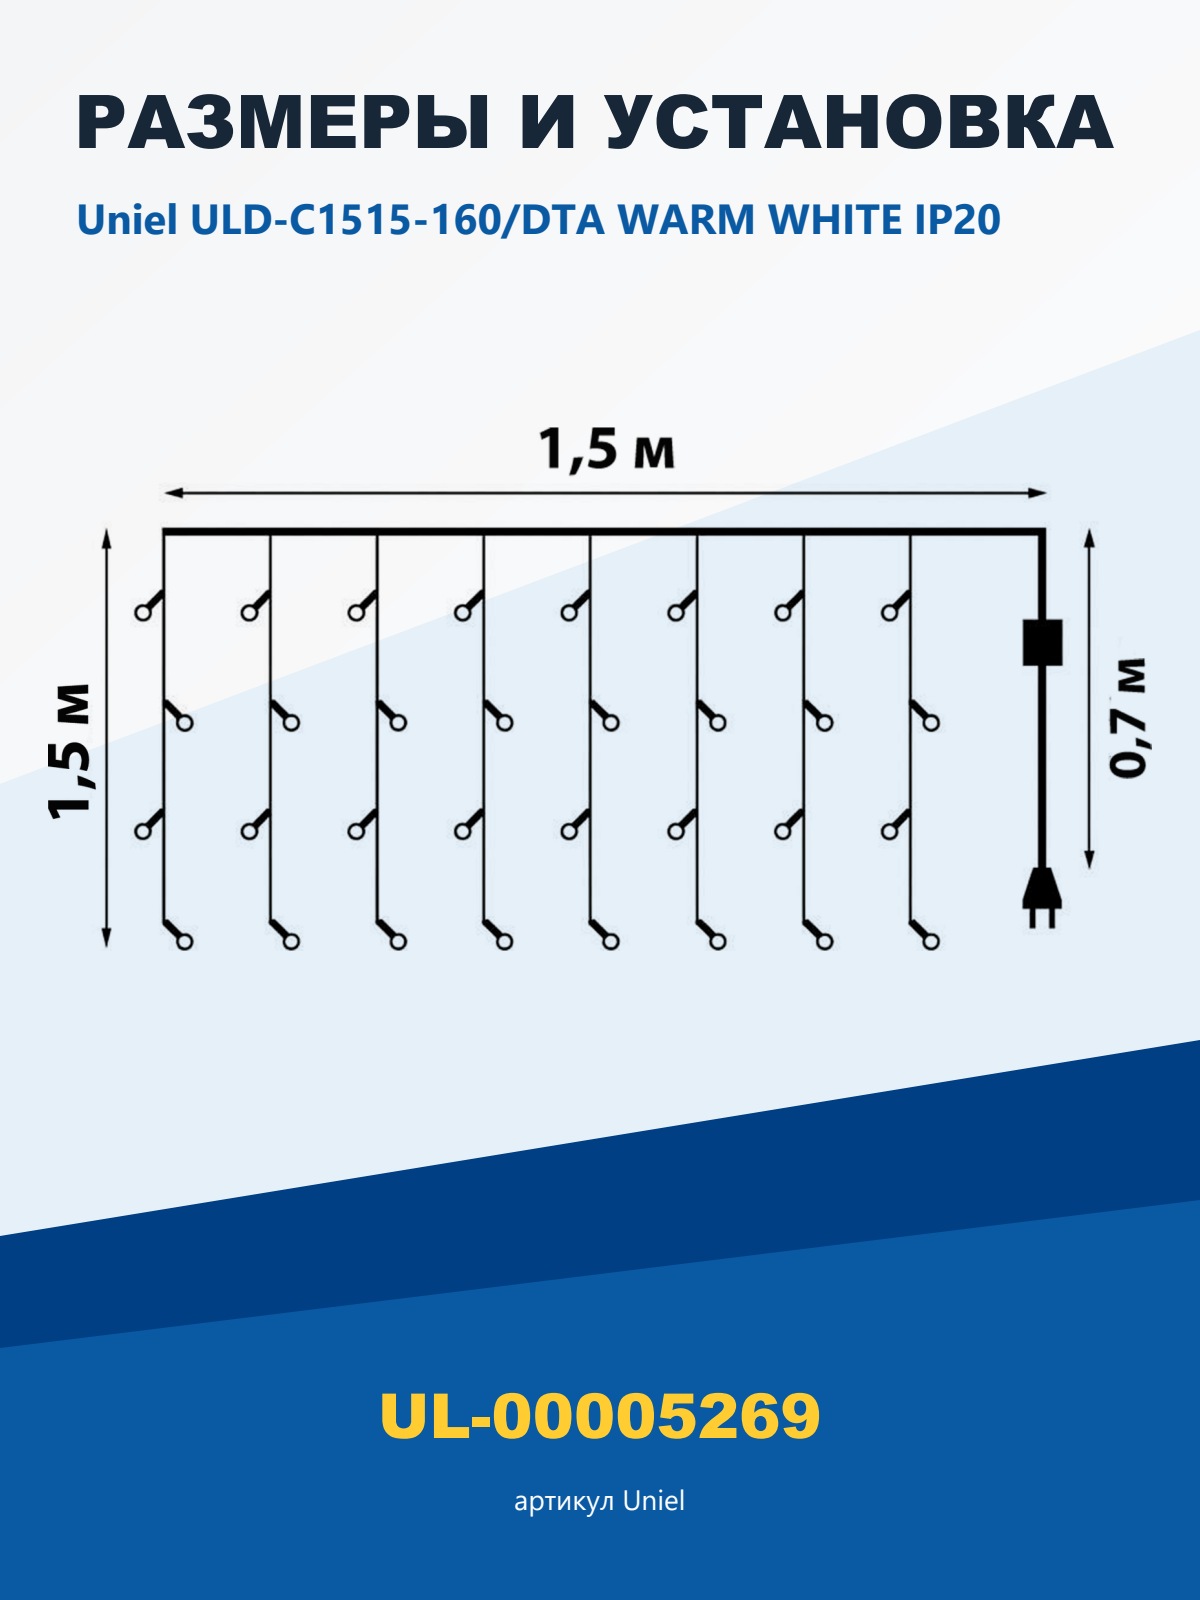 РАЗМЕРЫ И УСТАНОВКА
Uniel ULD-C1515-160/DTA WARM WHITE IP20
1,5 м
1,5 м
0,7 м
UL-00005269
артикул Uniel